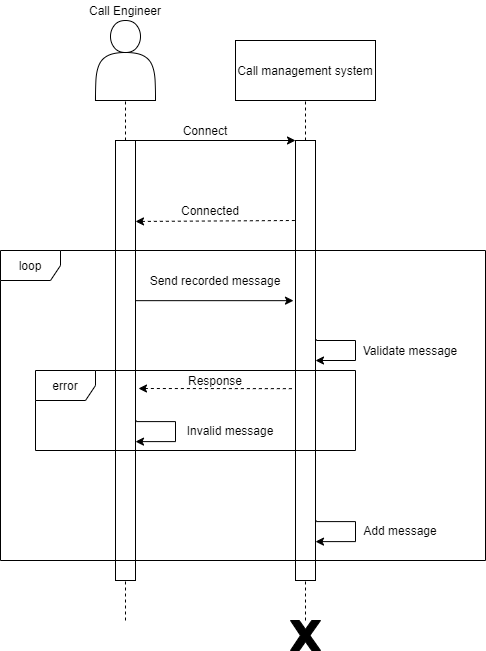 Call Engineer
Call management system
Connect
Connected
loop
Send recorded message
Validate message
error
Response
Invalid message
Add message